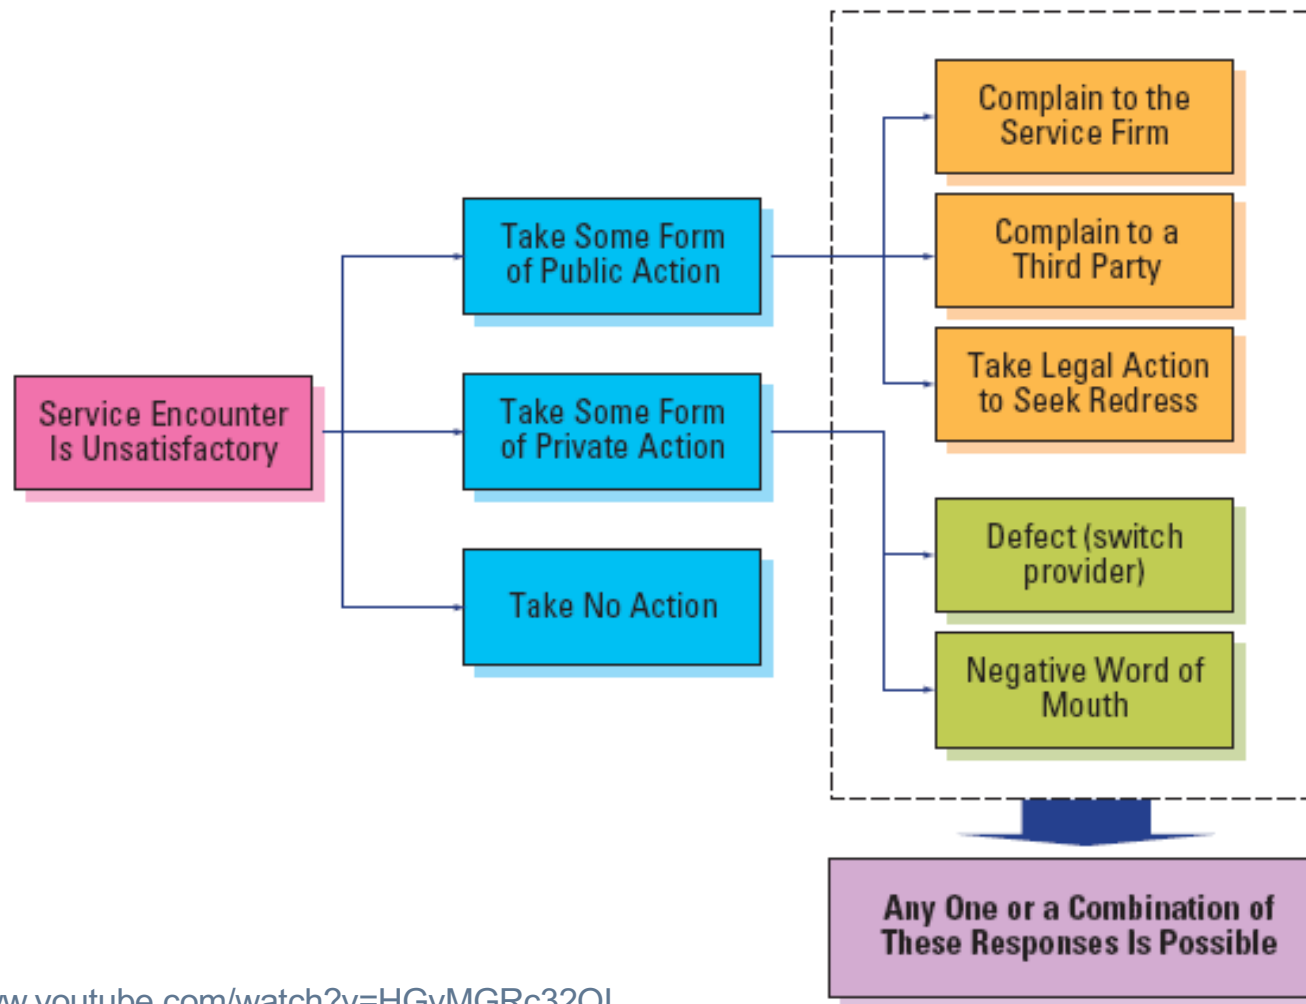 Complain to the
Service Firm
Take Some Form
of Public Action
Complain to a
Third Party
Take Legal Action
to Seek Redress
Service Encounter
Is Unsatisfactory
Take Some Form
of Private Action
Defect (switch
provider)
Take No Action
Negative Word of
Mouth
Any One or a Combination of
These Responses Is Possible